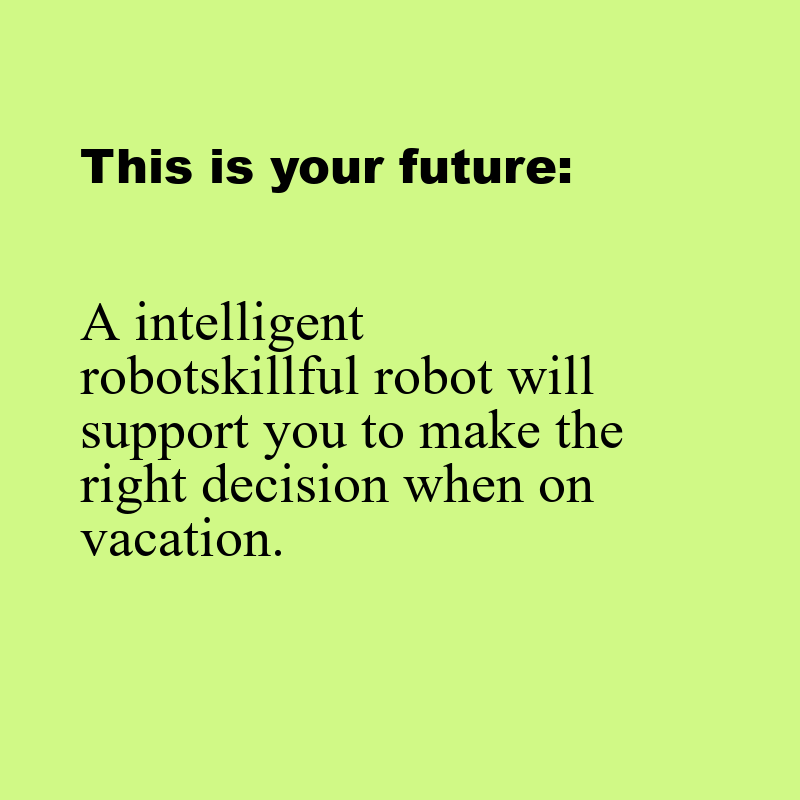 This is your future:
A intelligent
robotskillful robot will
support you to make the
right decision when on
vacation.